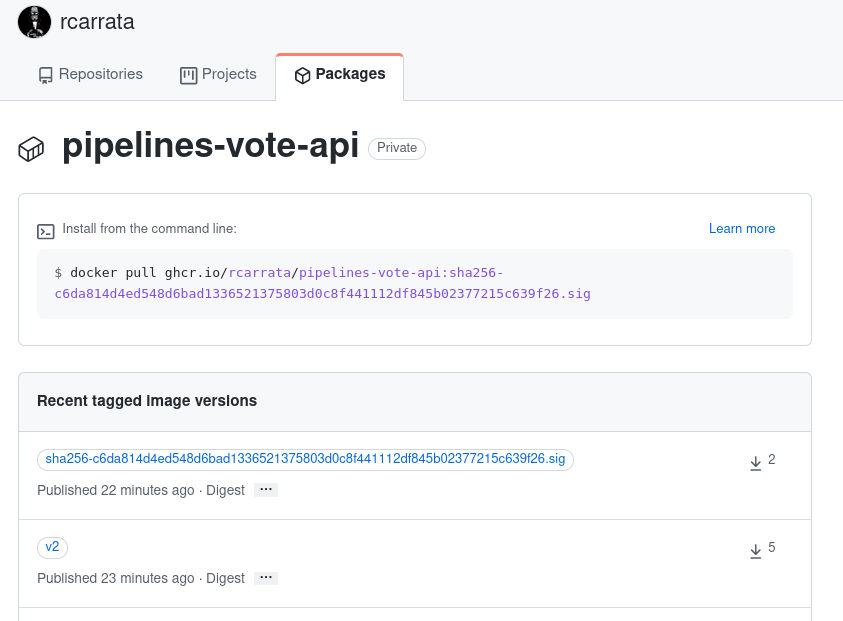 rcarrata
Repositories Projects Packages
pipelines-vote-api Private
Install from the command line: Learn more
$ docker pull ghcr.io/rcarrata/pipelines-vote-api:sha256-
c6da814d4ed548d6bad1336521375803d0c8f441112df845b02377215c639f26.sig
Recent tagged image versions
sha256-c6da814d4ed548d6bad1336521375803d0c8f441112df845b02377215c639f26.sig 2
Published 22 minutes ago · Digest ···
v2 5
Published 23 minutes ago · Digest ···